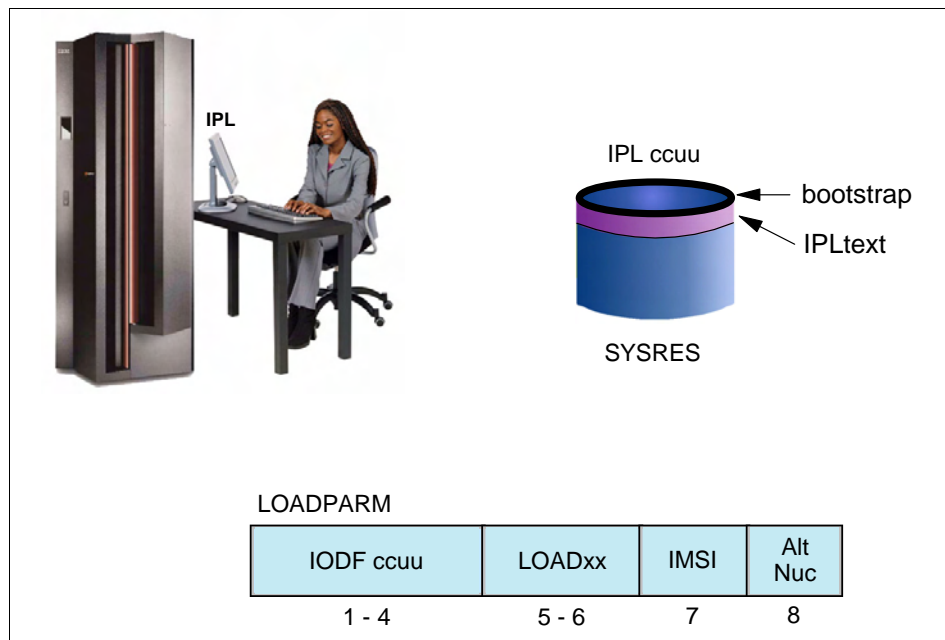 IPL
IPL ccuu
bootstrap
IPLtext
SYSRES
LOADPARM
IODF ccuu
LOADxx
IMSI
Alt
Nuc
1 - 4
5 - 6
7
8